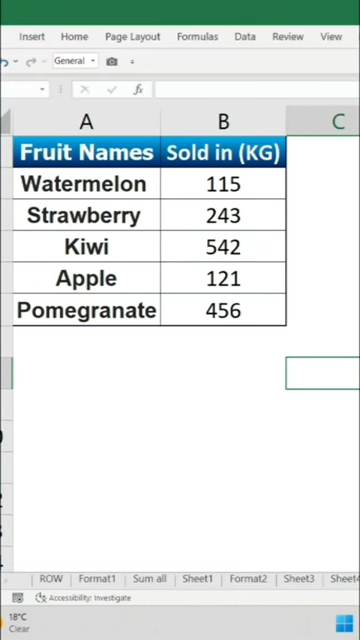 Insert Home Page Layout Formulas Data Review View
General
fx
A B C
Fruit Names Sold in (KG)
Watermelon 115
Strawberry 243
Kiwi 542
Apple 121
Pomegranate 456
ROW Format1 Sum all Sheet1 Format2 Sheet3 Sheet4
Accessibility: Investigate
18°C
Clear